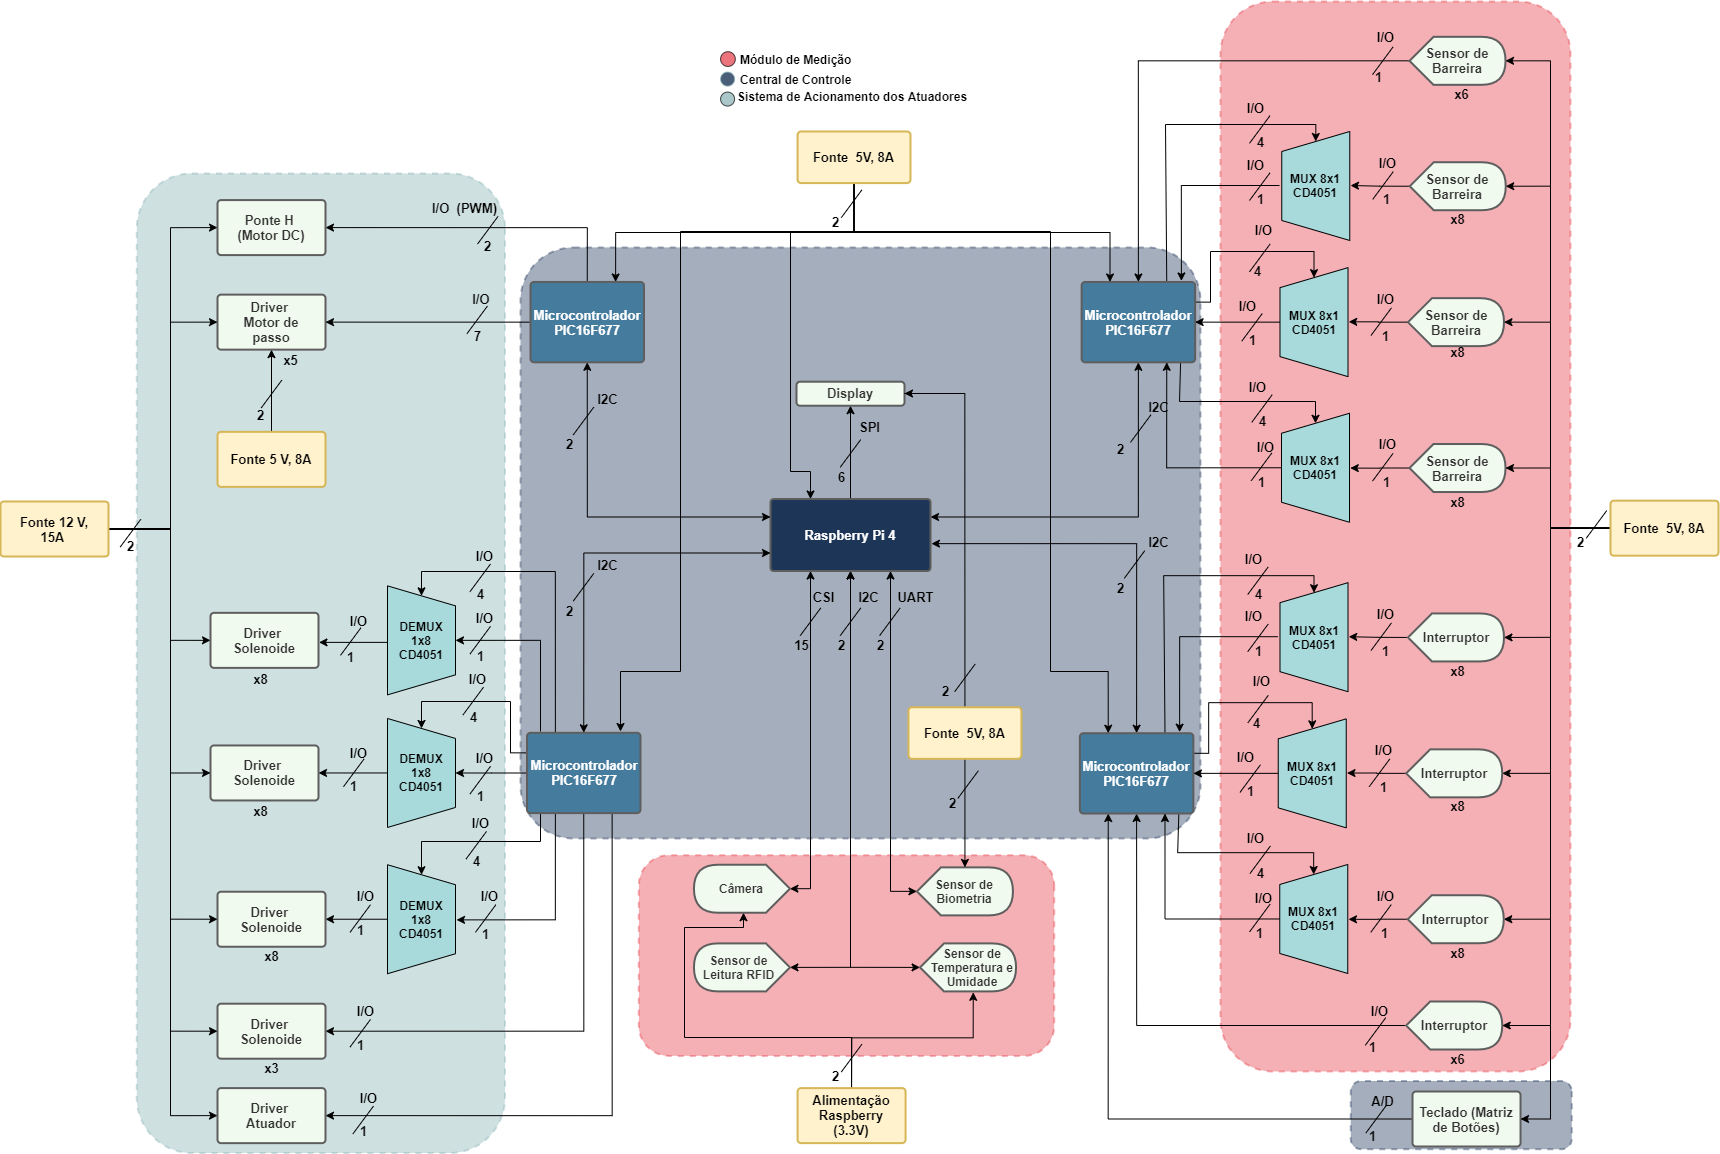 Módulo de Medição
Central de Controle
Sistema de Acionamento dos Atuadores
Fonte 5V, 8A
2
I/O (PWM)
2
Ponte H
(Motor DC)
Driver
Motor de
passo
x5
I/O
7
2
Fonte 5 V, 8A
Fonte 12 V,
15A
2
I/O
4
DEMUX
1x8
CD4051
I/O
1
I/O
1
Driver
Solenoide
x8
I/O
4
DEMUX
1x8
CD4051
I/O
1
I/O
1
Driver
Solenoide
x8
I/O
4
DEMUX
1x8
CD4051
I/O
1
I/O
1
Driver
Solenoide
x8
Driver
Solenoide
x3
I/O
1
Driver
Atuador
I/O
1
Microcontrolador
PIC16F677
I2C
2
Microcontrolador
PIC16F677
I2C
2
Display
SPI
6
Raspberry Pi 4
CSI
15
I2C
2
UART
2
2
Fonte 5V, 8A
2
Microcontrolador
PIC16F677
I2C
2
Microcontrolador
PIC16F677
I2C
2
Câmera
Sensor de
Biometria
Sensor de
Leitura RFID
Sensor de
Temperatura e
Umidade
2
Alimentação
Raspberry
(3.3V)
I/O
1
Sensor de
Barreira
x6
I/O
4
MUX 8x1
CD4051
I/O
1
I/O
1
Sensor de
Barreira
x8
I/O
4
MUX 8x1
CD4051
I/O
1
I/O
1
Sensor de
Barreira
x8
I/O
4
MUX 8x1
CD4051
I/O
1
I/O
1
Sensor de
Barreira
x8
2
Fonte 5V, 8A
I/O
4
MUX 8x1
CD4051
I/O
1
I/O
1
Interruptor
x8
I/O
4
MUX 8x1
CD4051
I/O
1
I/O
1
Interruptor
x8
I/O
4
MUX 8x1
CD4051
I/O
1
I/O
1
Interruptor
x8
I/O
1
Interruptor
x6
A/D
1
Teclado (Matriz
de Botões)